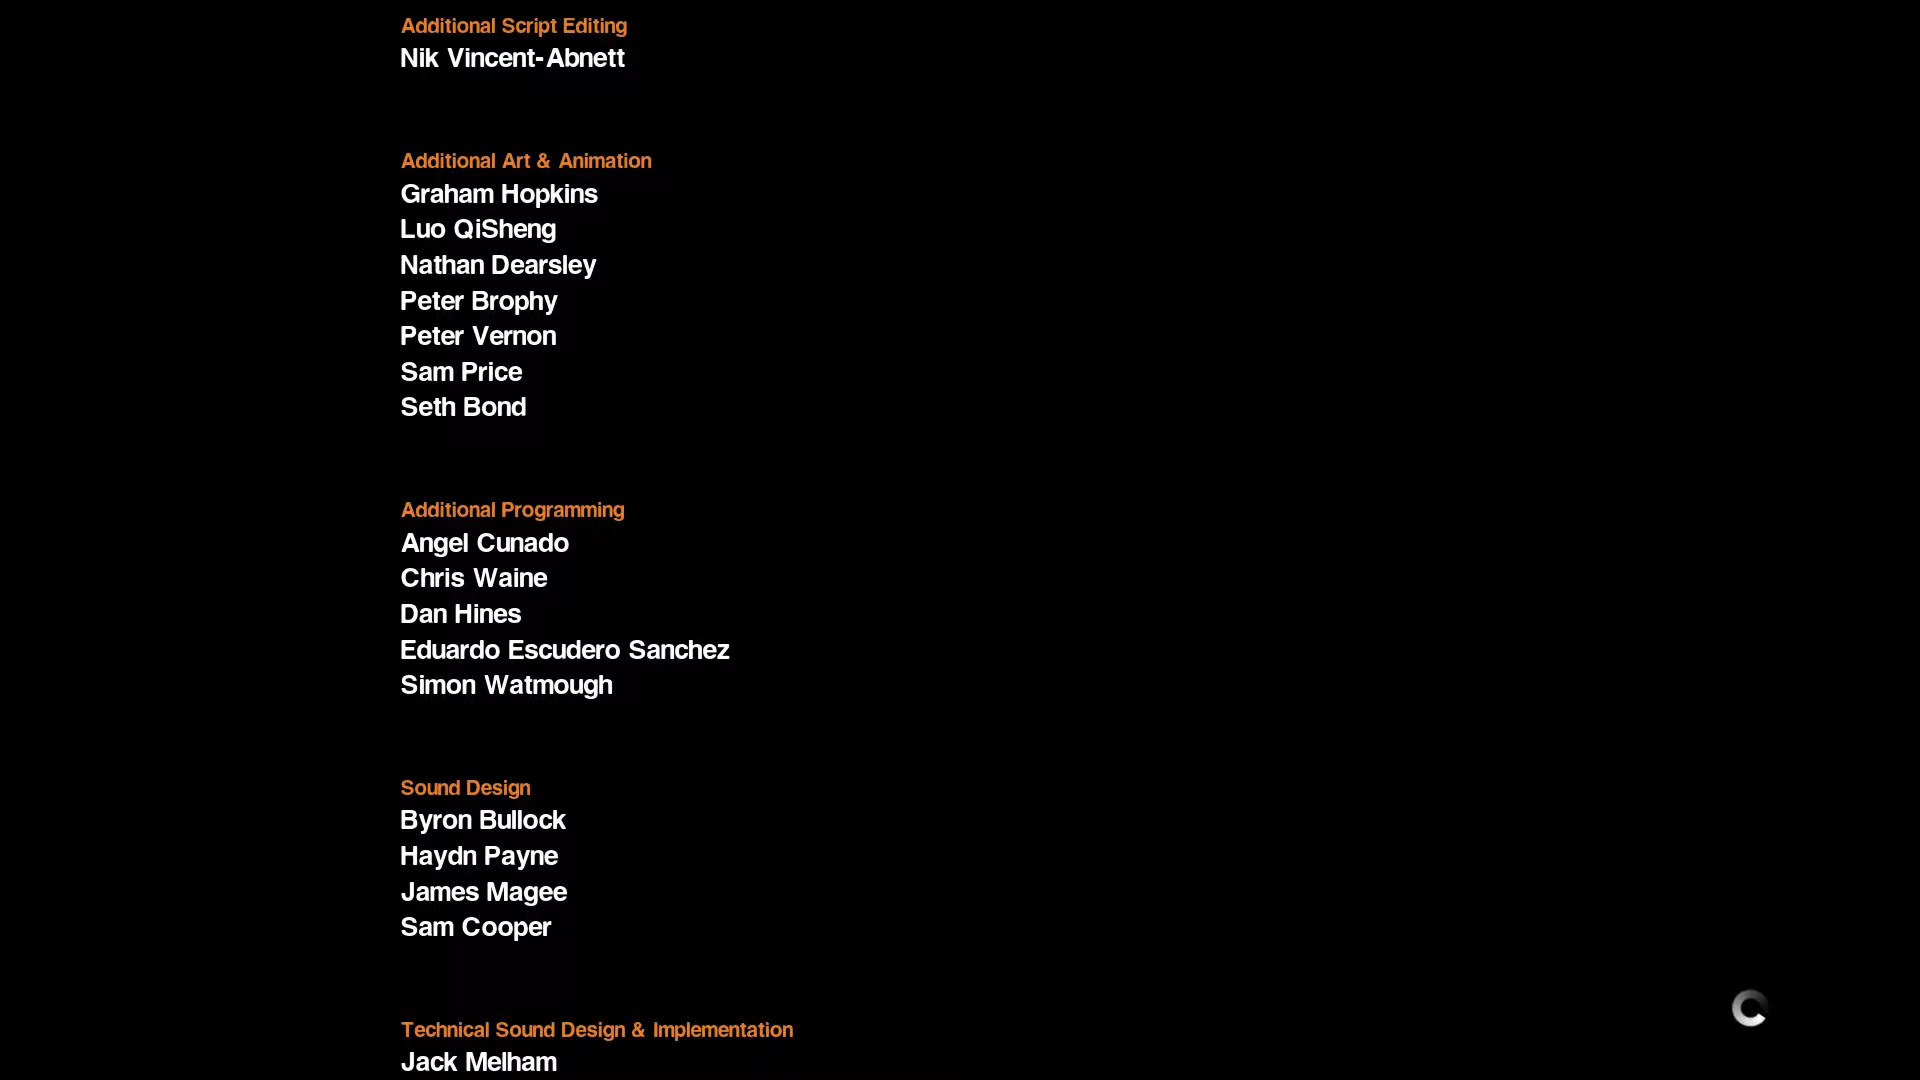 Additional Script Editing
Nik Vincent-Abnett
Additional Art & Animation
Graham Hopkins
Luo QiSheng
Nathan Dearsley
Peter Brophy
Peter Vernon
Sam Price
Seth Bond
Additional Programming
Angel Cunado
Chris Waine
Dan Hines
Eduardo Escudero Sanchez
Simon Watmough
Sound Design
Byron Bullock
Haydn Payne
James Magee
Sam Cooper
Technical Sound Design & Implementation
Jack Melham